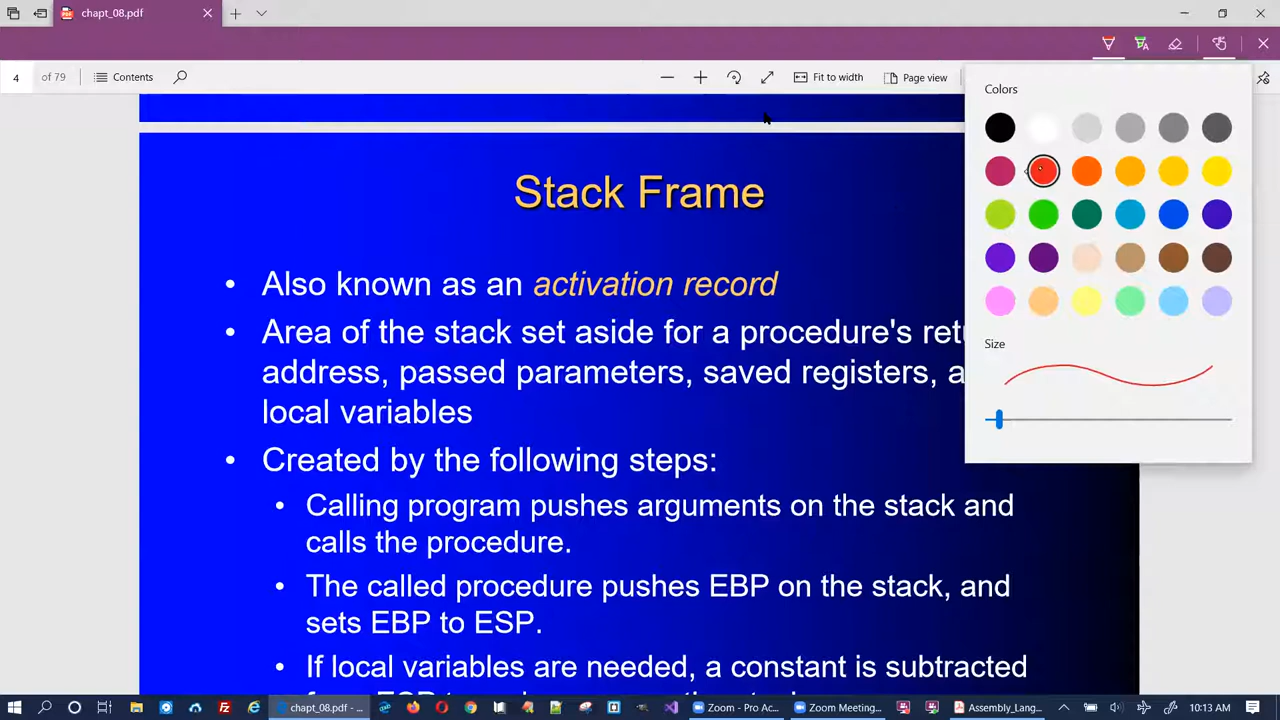 chapt_08.pdf
4 of 79 Contents Fit to width Page view
Colors
Stack Frame
• Also known as an activation record
• Area of the stack set aside for a procedure's
address, passed parameters, saved registers,
local variables
Size
• Created by the following steps:
• Calling program pushes arguments on the stack and
calls the procedure.
• The called procedure pushes EBP on the stack, and
sets EBP to ESP.
• If local variables are needed, a constant is subtracted
chapt_08.pdf - ... Zoom - Pro Ac... Zoom Meeting... Assembly_Lang... 10:13 AM